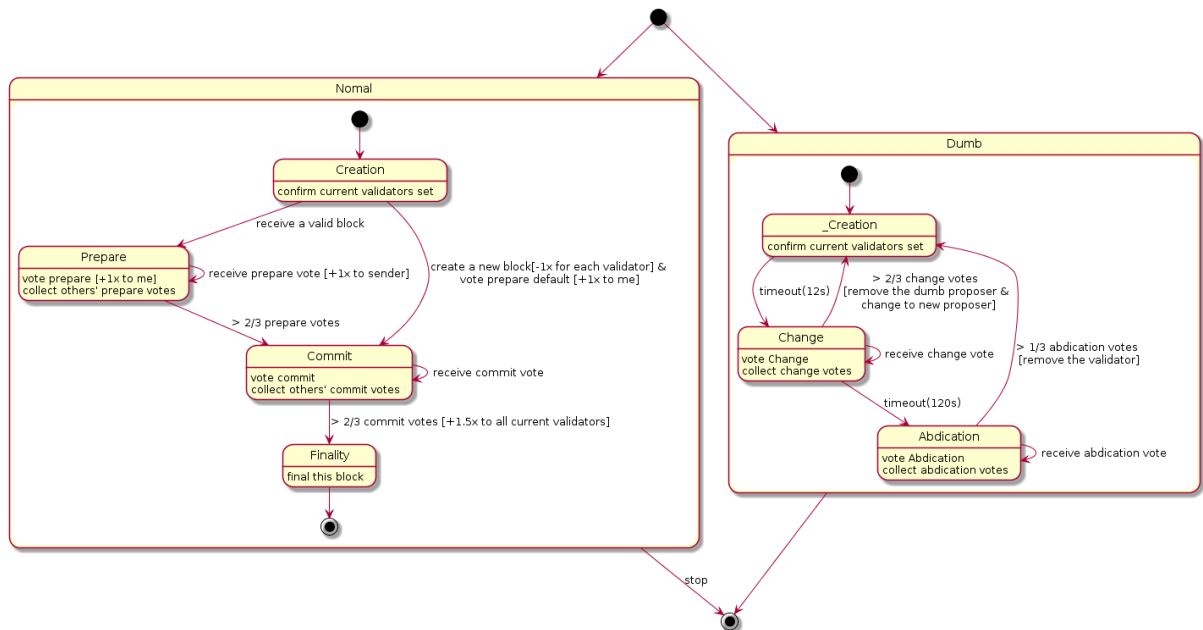 Nomal
Creation
confirm current validators set
receive a valid block
create a new block[-1x for each validator] &
vote prepare default [+1x to me]
Prepare
vote prepare [+1x to me]
collect others' prepare votes
receive prepare vote [+1x to sender]
> 2/3 prepare votes
Commit
vote commit
collect others' commit votes
receive commit vote
> 2/3 commit votes [+1.5x to all current validators]
Finality
final this block
Dumb
_Creation
confirm current validators set
timeout(12s)
> 2/3 change votes
[remove the dumb proposer &
change to new proposer]
Change
vote Change
collect change votes
receive change vote
> 1/3 abdication votes
[remove the validator]
timeout(120s)
Abdication
vote Abdication
collect abdication votes
receive abdication vote
stop